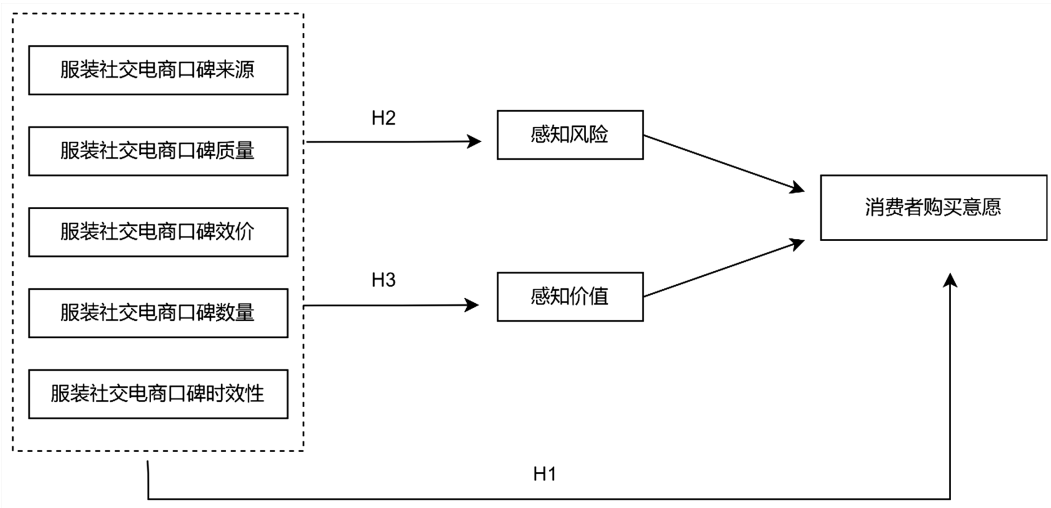 服装社交电商口碑来源
服装社交电商口碑质量
服装社交电商口碑效价
服装社交电商口碑数量
服装社交电商口碑时效性
H2
H3
感知风险
感知价值
消费者购买意愿
H1